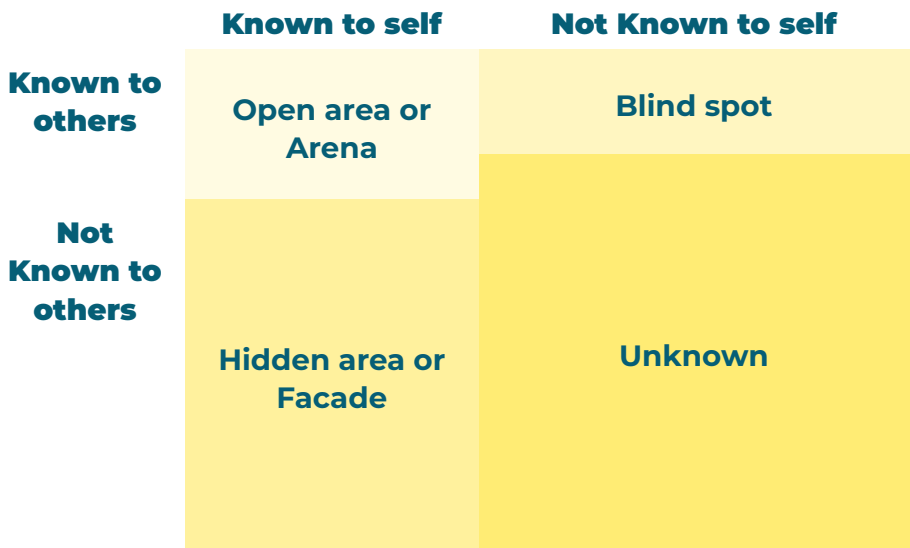 Known to self
Not Known to self
Known to
others
Open area or
Arena
Blind spot
Not
Known to
others
Hidden area or
Facade
Unknown